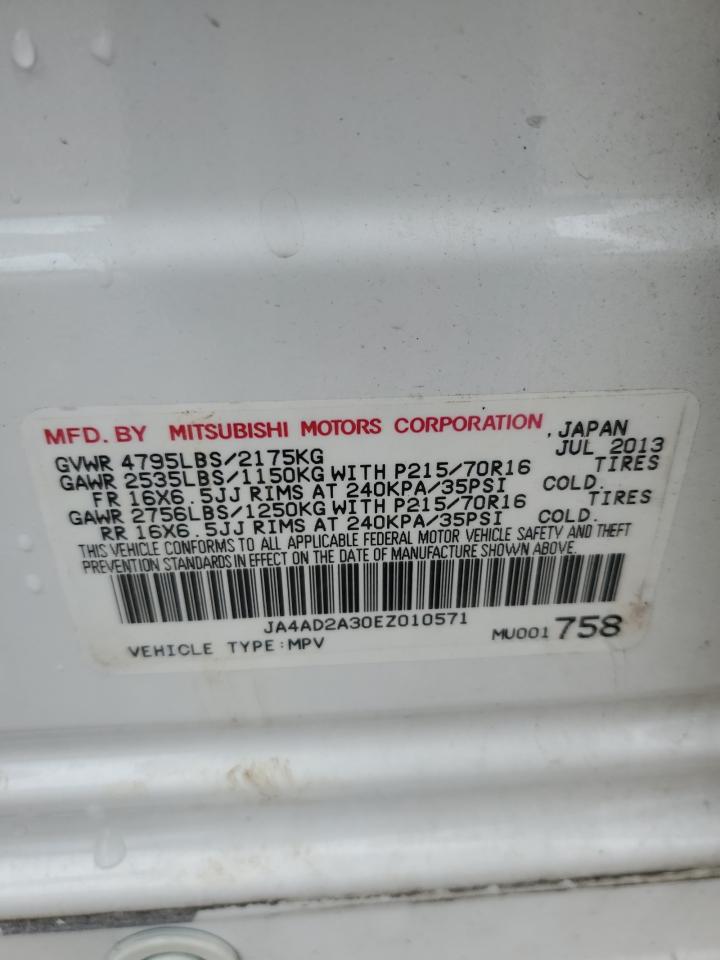 MFD. BY MITSUBISHI MOTORS CORPORATION, JAPAN
GVWR 4795LBS/2175KG JUL 2013
GAWR 2535LBS/1150KG WITH P215/70R16 TIRES
FR 16X6.5JJ RIMS AT 240KPA/35PSI COLD.
GAWR 2756LBS/1250KG WITH P215/70R16 TIRES
RR 16X6.5JJ RIMS AT 240KPA/35PSI COLD.
THIS VEHICLE CONFORMS TO ALL APPLICABLE FEDERAL MOTOR VEHICLE SAFETY AND THEFT
PREVENTION STANDARDS IN EFFECT ON THE DATE OF MANUFACTURE SHOWN ABOVE.
JA4AD2A30EZ010571
VEHICLE TYPE:MPV MU001758